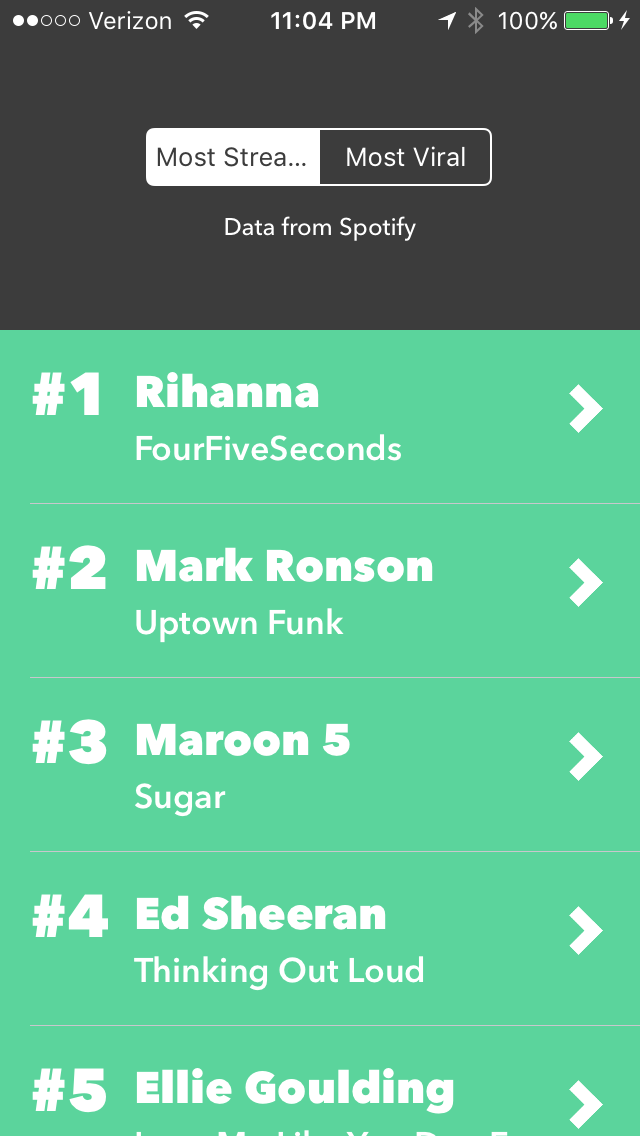 Verizon 11:04 PM 100%
Most Strea... Most Viral
Data from Spotify
#1 Rihanna
FourFiveSeconds
#2 Mark Ronson
Uptown Funk
#3 Maroon 5
Sugar
#4 Ed Sheeran
Thinking Out Loud
#5 Ellie Goulding